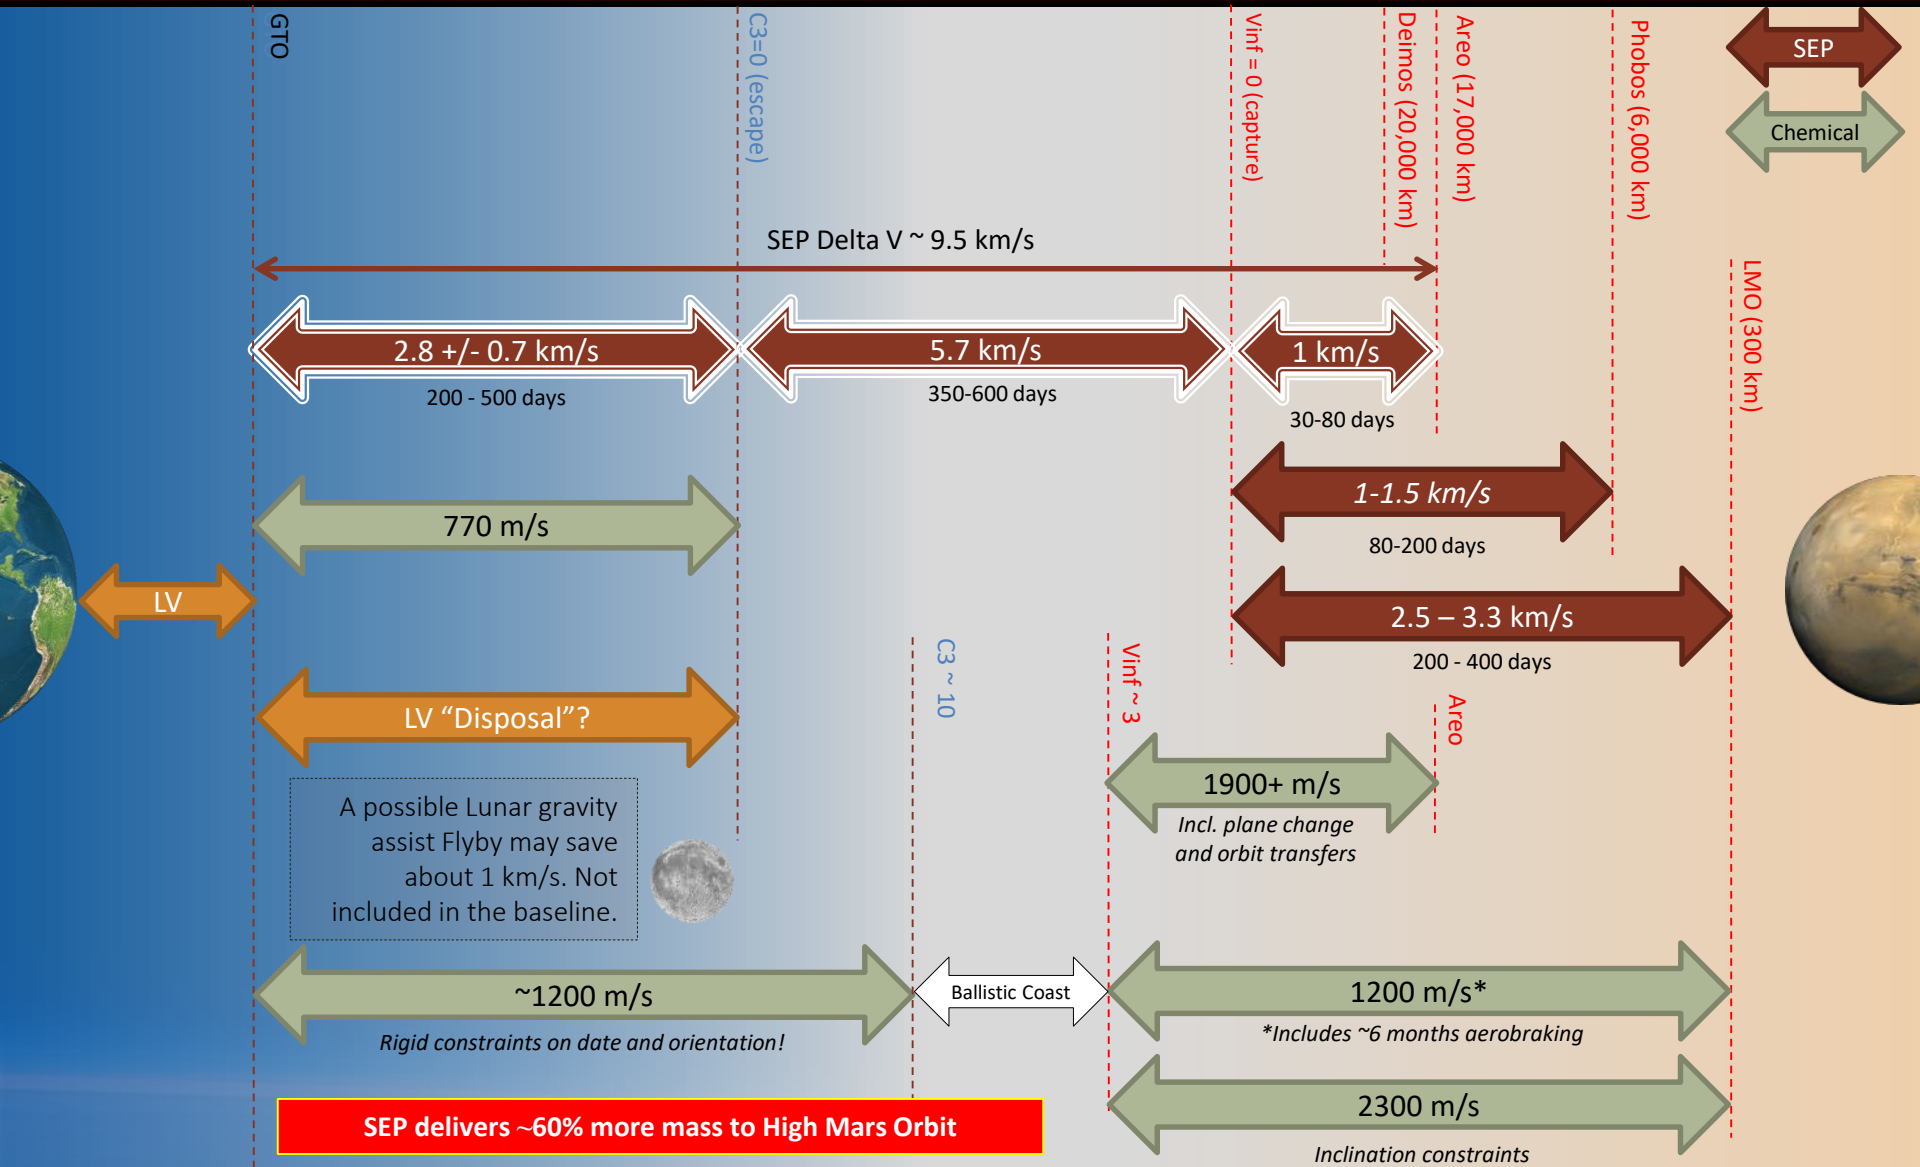 GTO
C3=0 (escape)
Vinf = 0 (capture)
Deimos (20,000 km)
Areo (17,000 km)
Phobos (6,000 km)
SEP
Chemical
SEP Delta V ~ 9.5 km/s
LMO (300 km)
2.8 +/- 0.7 km/s
200 - 500 days
5.7 km/s
350-600 days
1 km/s
30-80 days
770 m/s
1-1.5 km/s
80-200 days
LV
2.5 – 3.3 km/s
200 - 400 days
C3 ~ 10
Vinf ~ 3
Areo
LV “Disposal”?
1900+ m/s
Incl. plane change
and orbit transfers
A possible Lunar gravity
assist Flyby may save
about 1 km/s. Not
included in the baseline.
~1200 m/s
Rigid constraints on date and orientation!
Ballistic Coast
1200 m/s*
*Includes ~6 months aerobraking
2300 m/s
Inclination constraints
SEP delivers ~60% more mass to High Mars Orbit